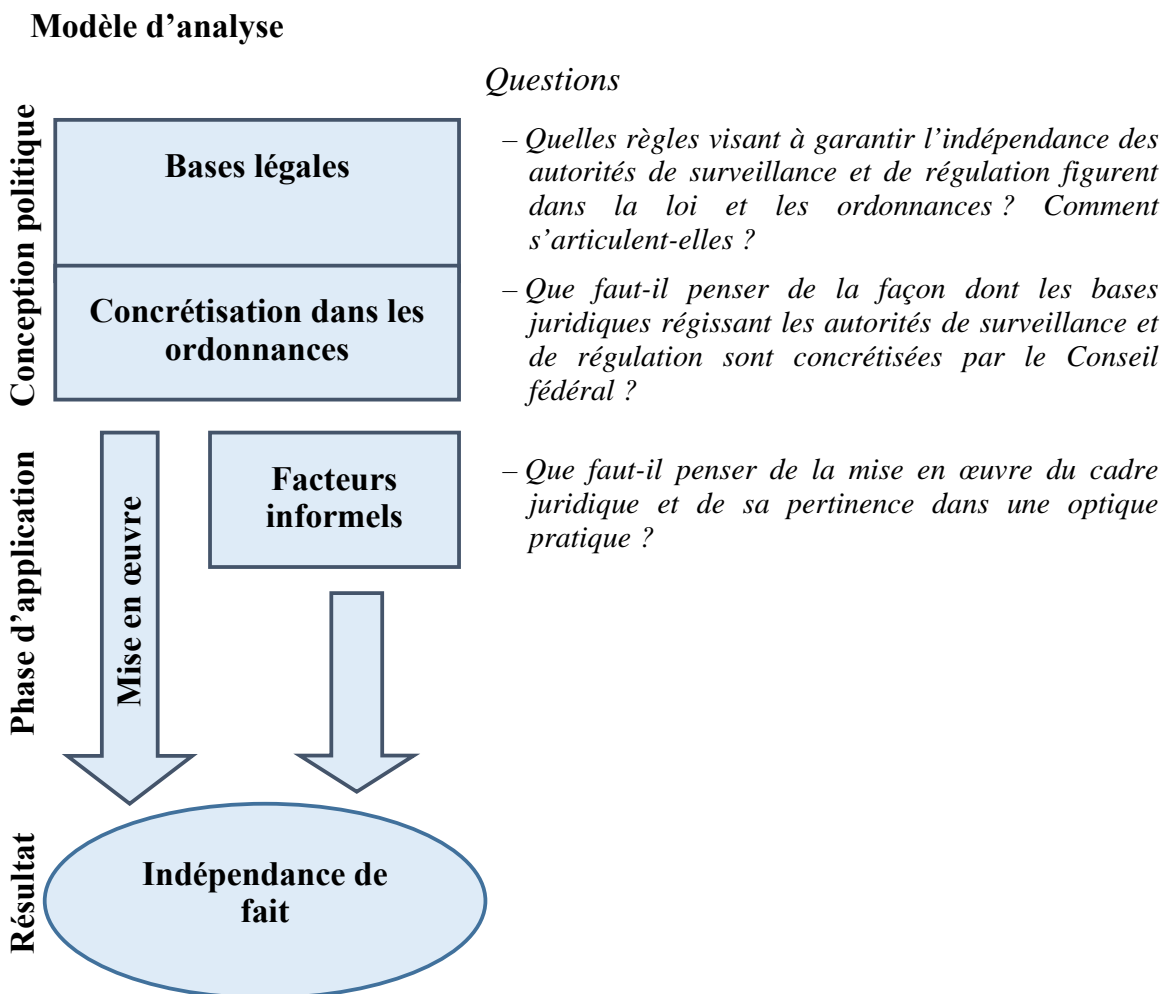 Modèle d’analyse
Questions
Conception politique
Bases légales
– Quelles règles visant à garantir l’indépendance des
autorités de surveillance et de régulation figurent
dans la loi et les ordonnances ? Comment
s’articulent-elles ?
Concrétisation dans les
ordonnances
– Que faut-il penser de la façon dont les bases
juridiques régissant les autorités de surveillance et
de régulation sont concrétisées par le Conseil
fédéral ?
Phase d’application
Mise en œuvre
Facteurs
informels
– Que faut-il penser de la mise en œuvre du cadre
juridique et de sa pertinence dans une optique
pratique ?
Résultat
Indépendance de
fait